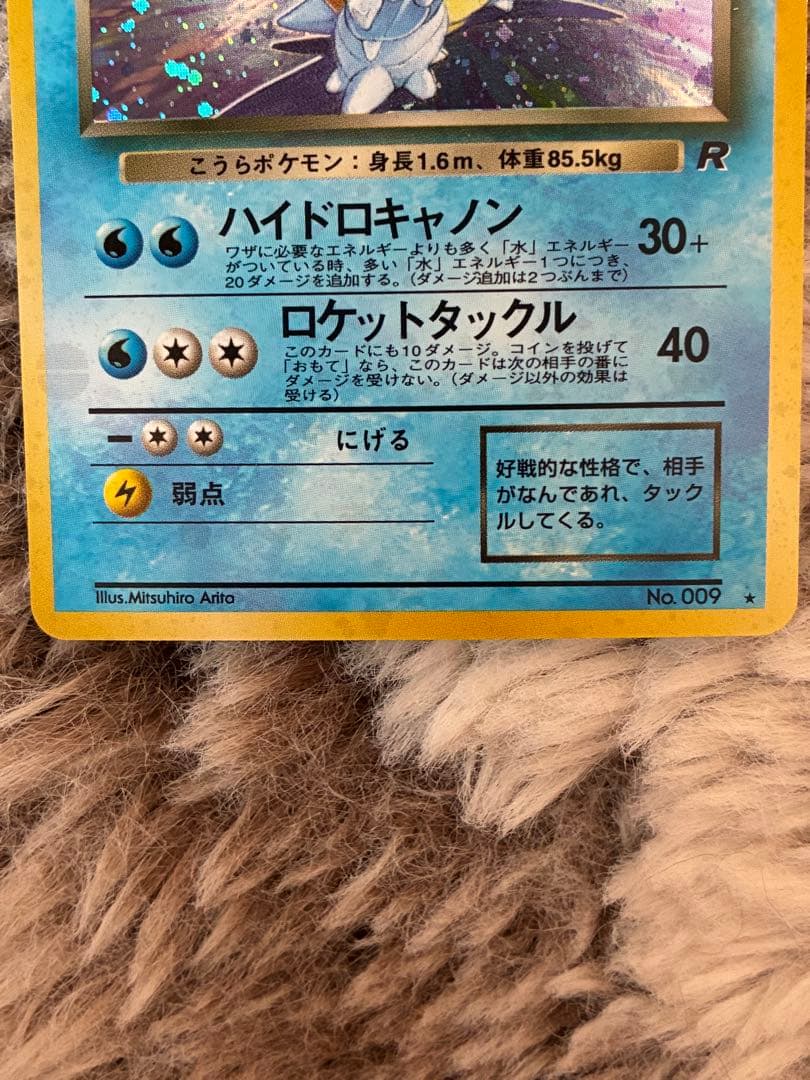 こうらポケモン：身長1.6m、体重85.5kg
R
ハイドロキャノン 30+
ワザに必要なエネルギーよりも多く「水」エネルギー
がついている時、多い「水」エネルギー1つにつき、
20ダメージを追加する。（ダメージ追加は2つぶんまで）
ロケットタックル 40
このカードにも10ダメージ。コインを投げて
「おもて」なら、このカードは次の相手の番に
ダメージを受けない。（ダメージ以外の効果は
受ける）
にげる
弱点
好戦的な性格で、相手
がなんであれ、タック
ルしてくる。
Illus.Mitsuhiro Arita
No. 009 ★